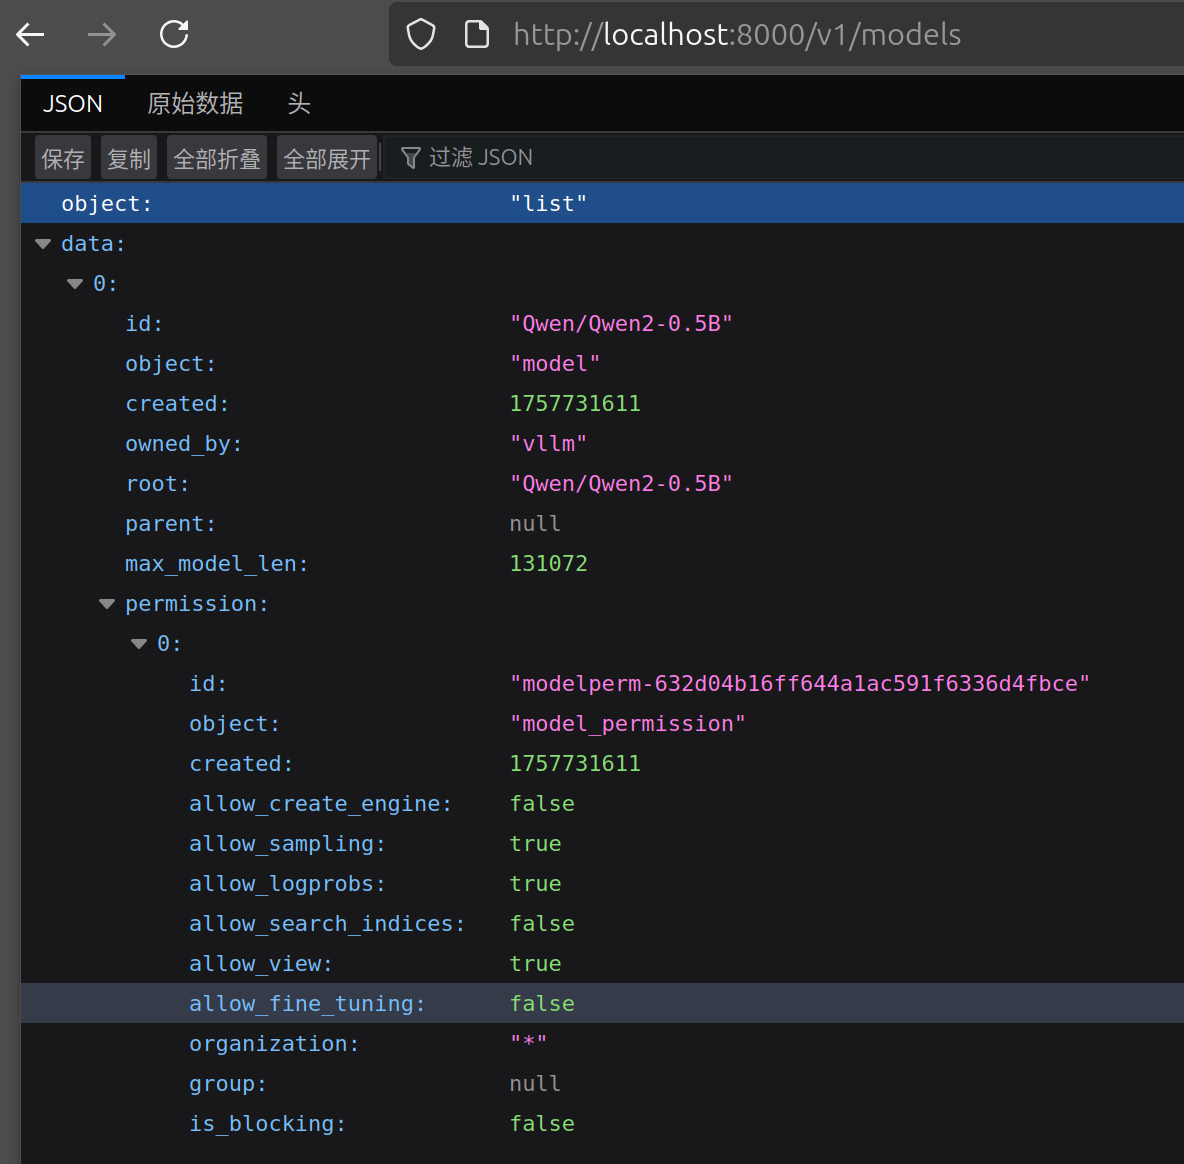 http://localhost:8000/v1/models
JSON 原始数据 头
保存 复制 全部折叠 全部展开 过滤 JSON
object: "list"
data:
0:
id: "Qwen/Qwen2-0.5B"
object: "model"
created: 1757731611
owned_by: "vllm"
root: "Qwen/Qwen2-0.5B"
parent: null
max_model_len: 131072
permission:
0:
id: "modelperm-632d04b16ff644a1ac591f6336d4fbce"
object: "model_permission"
created: 1757731611
allow_create_engine: false
allow_sampling: true
allow_logprobs: true
allow_search_indices: false
allow_view: true
allow_fine_tuning: false
organization: "*"
group: null
is_blocking: false